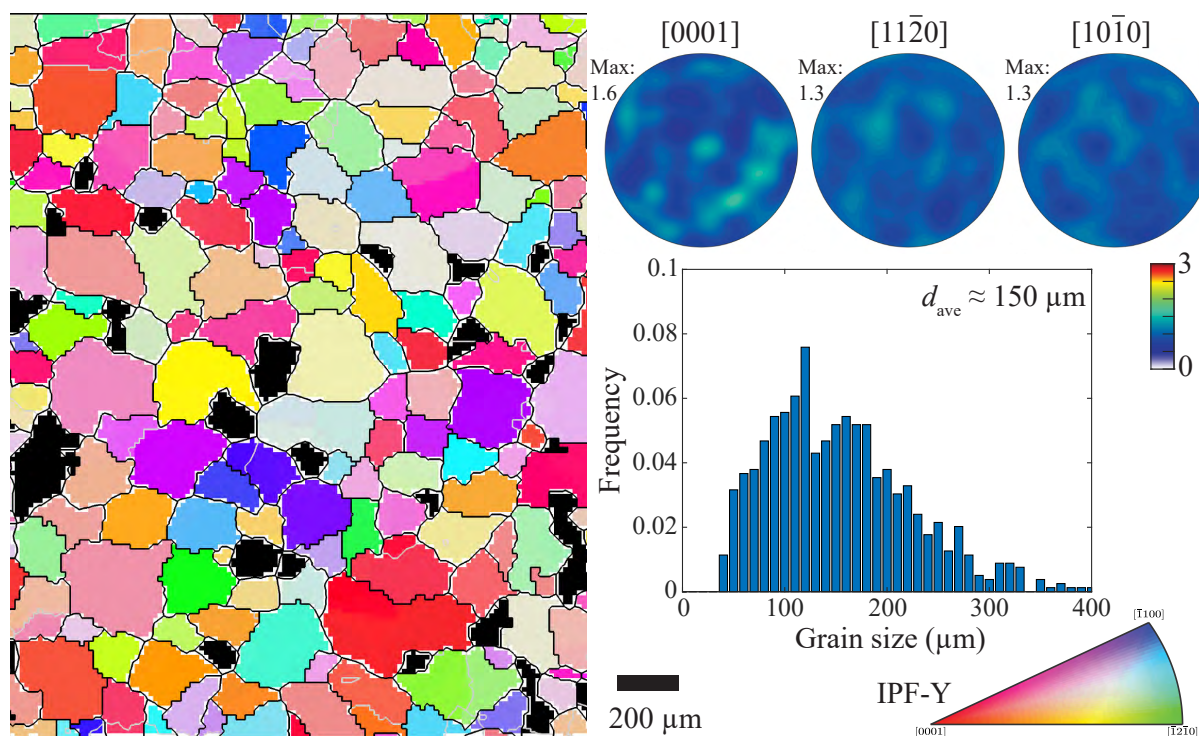 [0001]
[112̅0]
[101̅0]
Max:
1.6
Max:
1.3
Max:
1.3
3
0
d_ave ≈ 150 µm
0.1
0.08
0.06
0.04
0.02
0
Frequency
0
100
200
300
400
Grain size (µm)
200 µm
IPF-Y
[1̅100]
[0001]
[1̅21̅0]